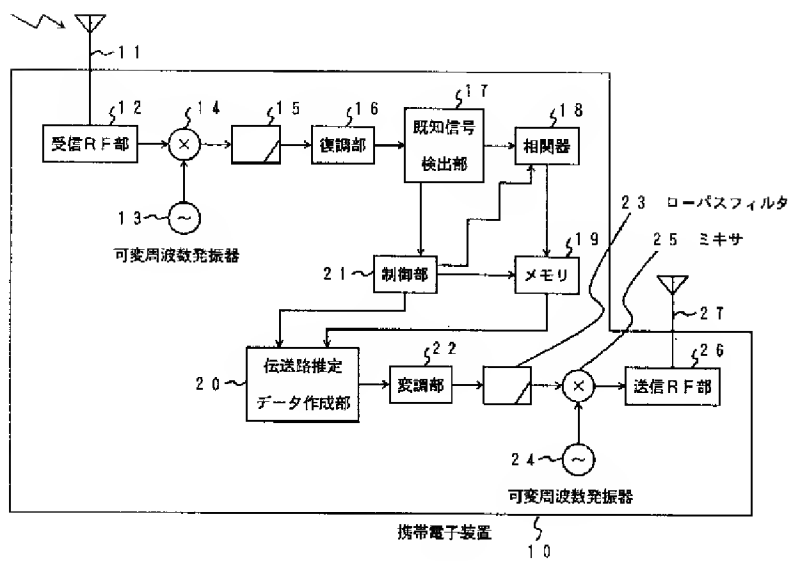 11
12
受信RF部
14
×
15
16
復調部
17
既知信号
検出部
18
相関器
13
~
可変周波数発振器
23 ローパスフィルタ
25 ミキサ
21
制御部
19
メモリ
27
20
伝送路推定
データ作成部
22
変調部
×
26
送信RF部
24
~
可変周波数発振器
携帯電子装置
10